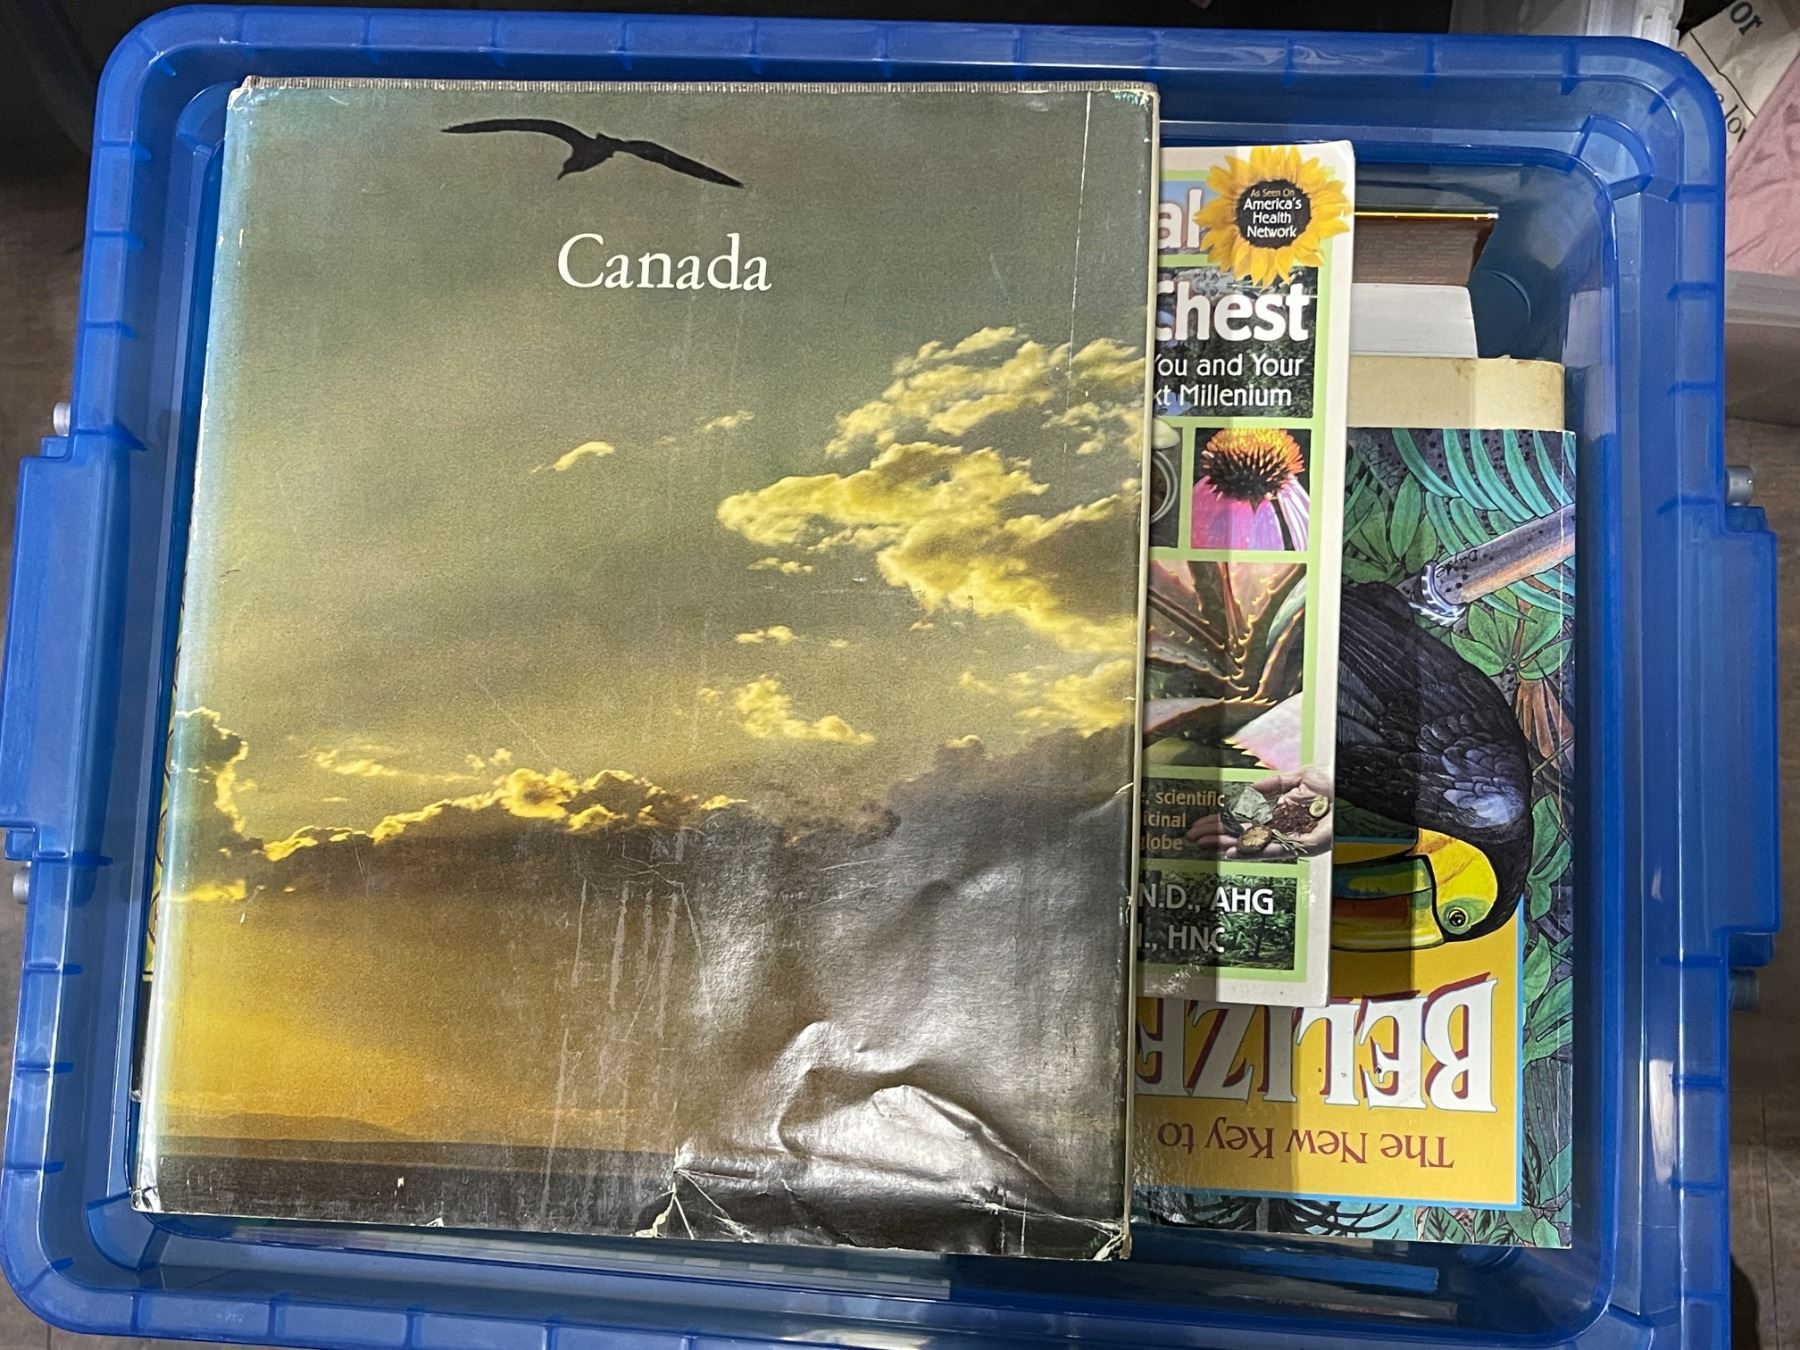 Canada
al
As Seen On
America's
Health
Network
Chest
You and Your
xt Millenium
, scientific
icinal
globe
N.D., AHG
., HNC
The New Key to
BELIZE
or